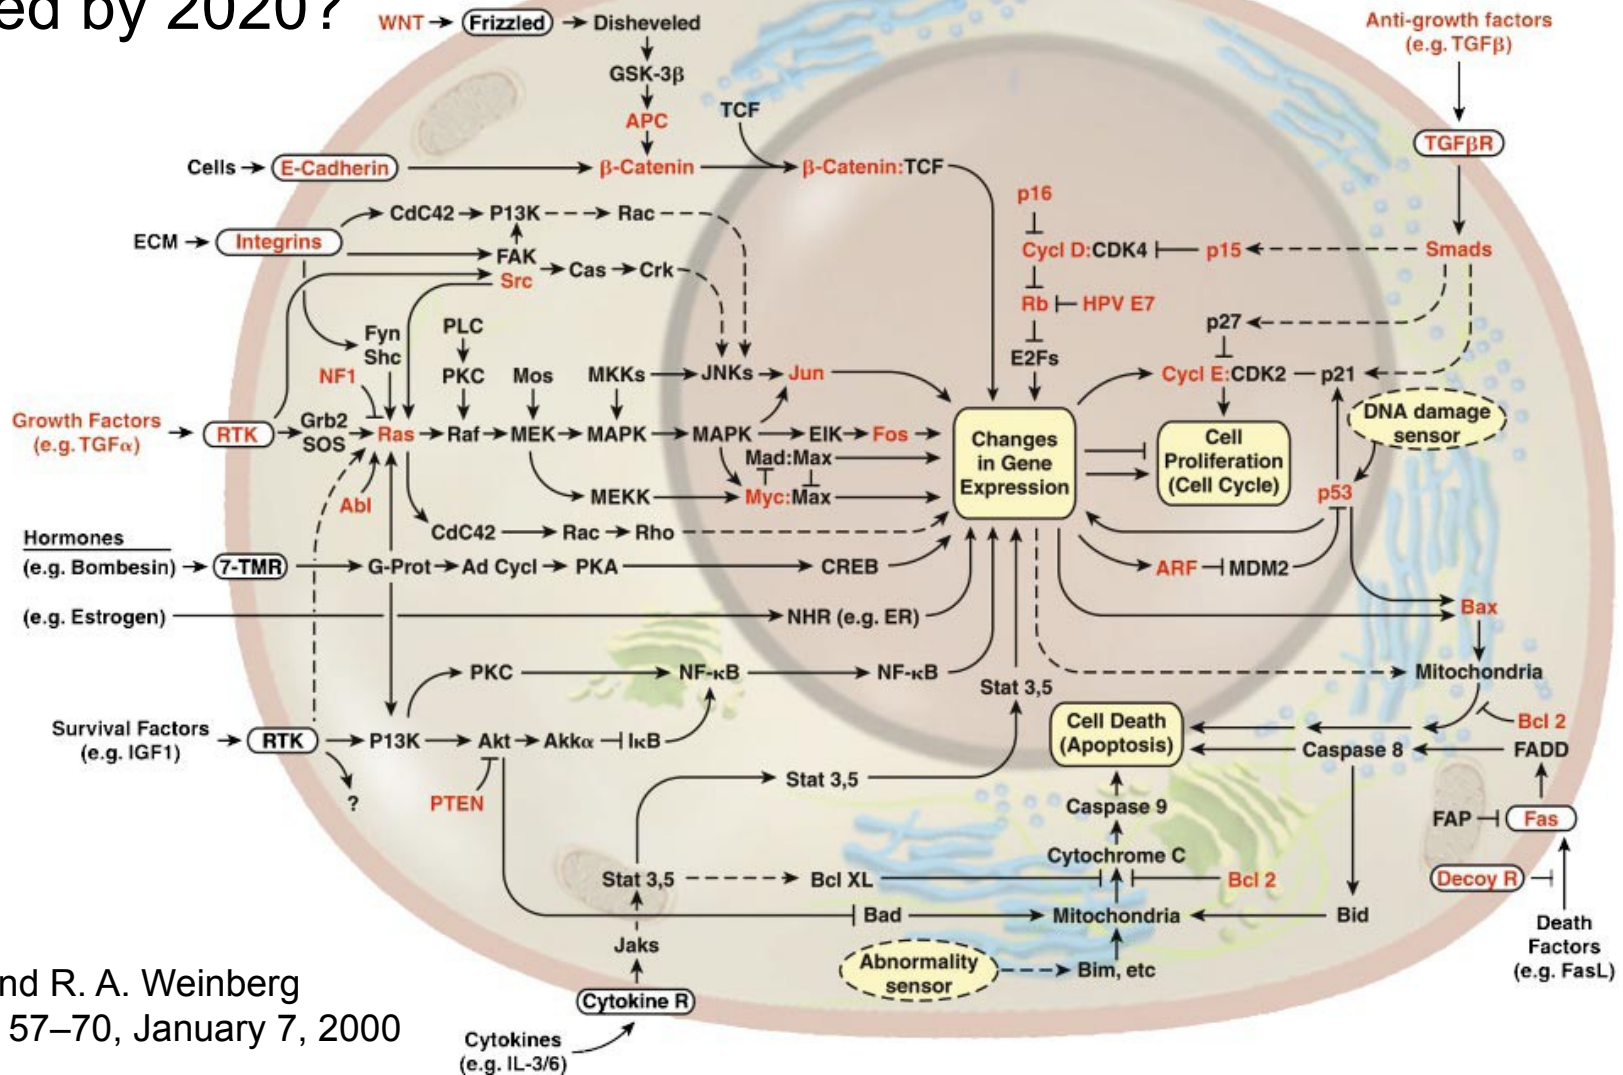 ed by 2020?
WNT
Frizzled
Disheveled
GSK-3β
APC
TCF
Cells
E-Cadherin
β-Catenin
β-Catenin:TCF
Anti-growth factors
(e.g. TGFβ)
TGFβR
Smads
CdC42
P13K
Rac
ECM
Integrins
FAK
Src
Cas
Crk
p16
Cycl D:CDK4
p15
Rb
HPV E7
E2Fs
p27
Cycl E:CDK2
p21
DNA damage
sensor
Fyn
Shc
PLC
NF1
PKC
Mos
MKKs
JNKs
Jun
Growth Factors
(e.g. TGFα)
RTK
Grb2
SOS
Ras
Raf
MEK
MAPK
MAPK
ElK
Fos
Mad:Max
Abl
MEKK
Myc:Max
CdC42
Rac
Rho
Changes
in Gene
Expression
Cell
Proliferation
(Cell Cycle)
p53
Hormones
(e.g. Bombesin)
7-TMR
G-Prot
Ad Cycl
PKA
CREB
ARF
MDM2
(e.g. Estrogen)
NHR (e.g. ER)
Bax
PKC
NF-κB
NF-κB
Stat 3,5
Mitochondria
Survival Factors
(e.g. IGF1)
RTK
P13K
Akt
Akkα
IκB
?
PTEN
Stat 3,5
Cell Death
(Apoptosis)
Bcl 2
Caspase 8
FADD
Caspase 9
FAP
Fas
Cytochrome C
Stat 3,5
Bcl XL
Bcl 2
Decoy R
Bad
Mitochondria
Bid
Jaks
Abnormality
sensor
Bim, etc
Death
Factors
(e.g. FasL)
Cytokine R
Cytokines
(e.g. IL-3/6)
nd R. A. Weinberg
57–70, January 7, 2000